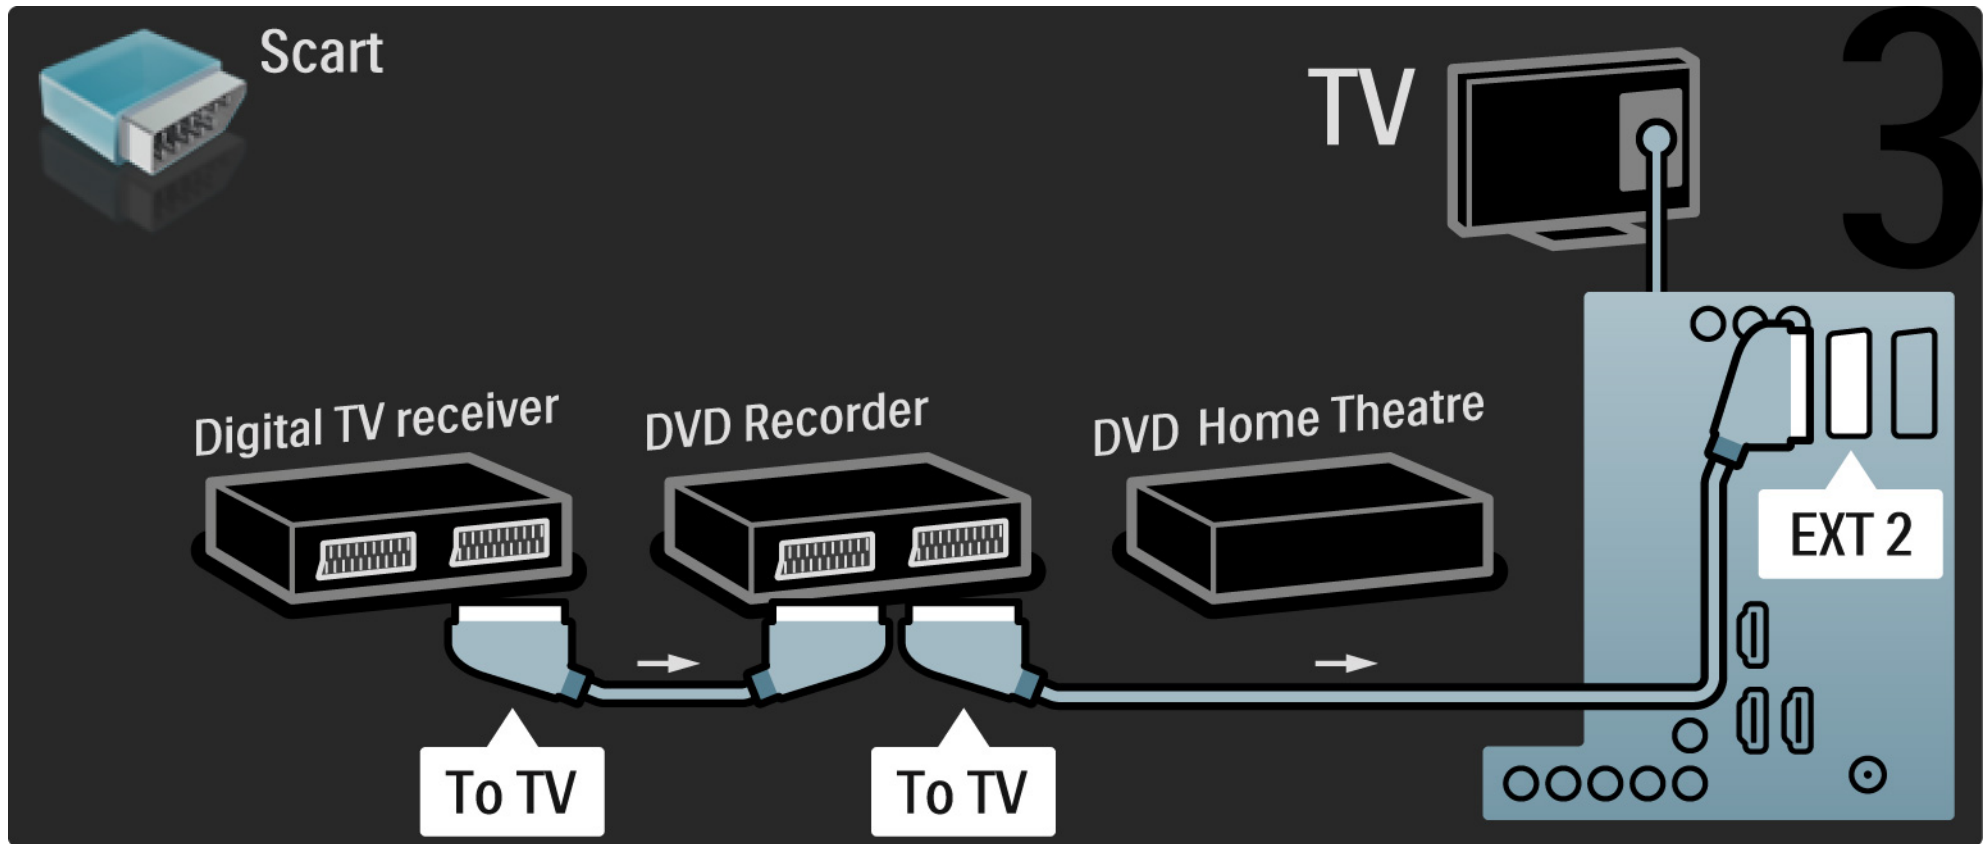 Scart
TV
3
Digital TV receiver
DVD Recorder
DVD Home Theatre
EXT 2
To TV
To TV